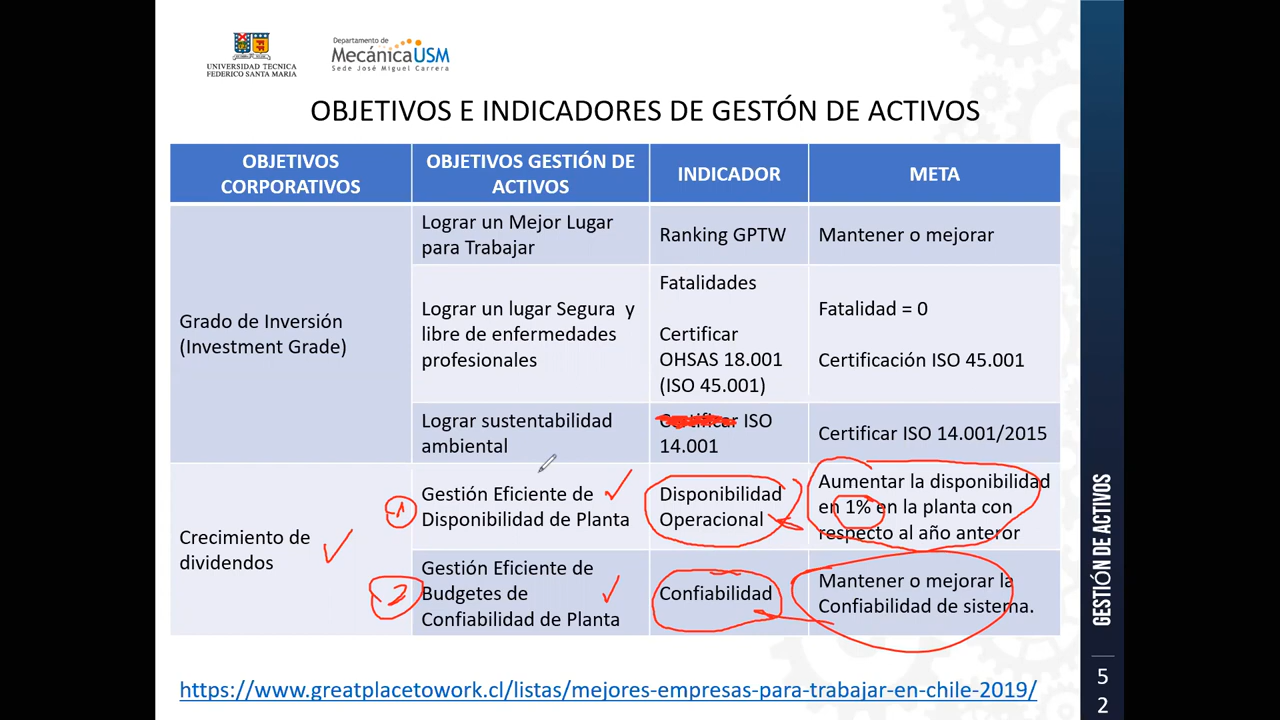 UNIVERSIDAD TECNICA
FEDERICO SANTA MARIA
Departamento de
MecánicaUSM
Sede José Miguel Carrera
OBJETIVOS E INDICADORES DE GESTÓN DE ACTIVOS
OBJETIVOS
CORPORATIVOS
OBJETIVOS GESTIÓN DE
ACTIVOS
INDICADOR
META
Grado de Inversión
(Investment Grade)
Lograr un Mejor Lugar
para Trabajar
Ranking GPTW
Mantener o mejorar
Lograr un lugar Segura y
libre de enfermedades
profesionales
Fatalidades
Certificar
OHSAS 18.001
(ISO 45.001)
Fatalidad = 0
Certificación ISO 45.001
Lograr sustentabilidad
ambiental
Certificar ISO
14.001
Certificar ISO 14.001/2015
Crecimiento de
dividendos
1
Gestión Eficiente de
Disponibilidad de Planta
Disponibilidad
Operacional
Aumentar la disponibilidad
en 1% en la planta con
respecto al año anteror
2
Gestión Eficiente de
Budgetes de
Confiabilidad de Planta
Confiabilidad
Mantener o mejorar la
Confiabilidad de sistema.
https://www.greatplacetowork.cl/listas/mejores-empresas-para-trabajar-en-chile-2019/
GESTIÓN DE ACTIVOS
5
2